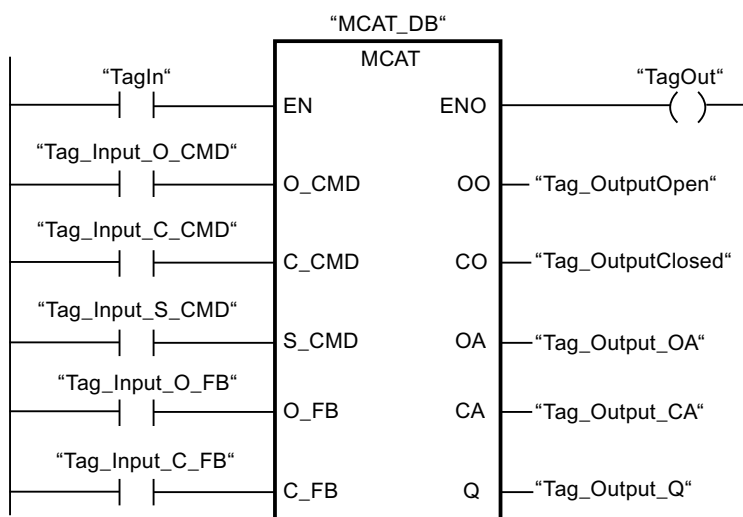 “MCAT_DB“
MCAT
“TagIn“ EN ENO “TagOut“
“Tag_Input_O_CMD“ O_CMD OO “Tag_OutputOpen“
“Tag_Input_C_CMD“ C_CMD CO “Tag_OutputClosed“
“Tag_Input_S_CMD“ S_CMD OA “Tag_Output_OA“
“Tag_Input_O_FB“ O_FB CA “Tag_Output_CA“
“Tag_Input_C_FB“ C_FB Q “Tag_Output_Q“